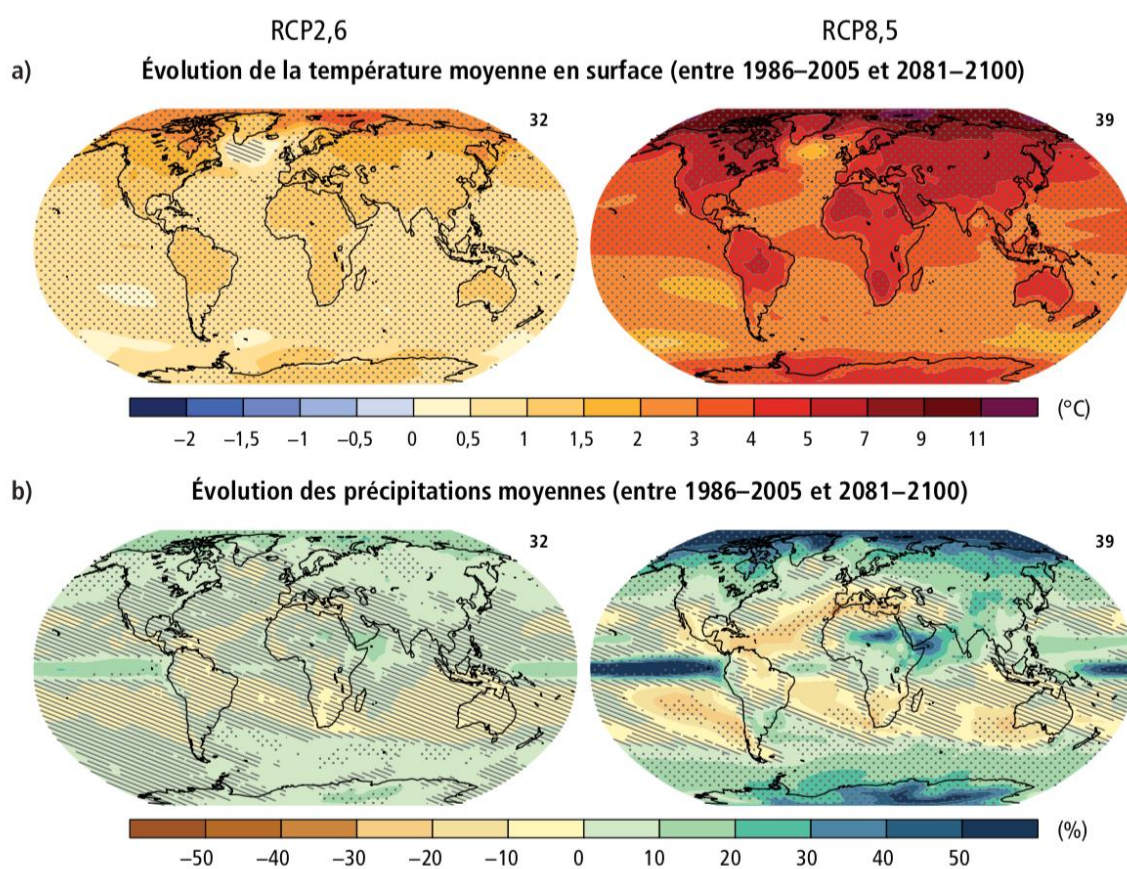 RCP2,6 RCP8,5
a) Évolution de la température moyenne en surface (entre 1986–2005 et 2081–2100)
32 39
(°C)
−2 −1,5 −1 −0,5 0 0,5 1 1,5 2 3 4 5 7 9 11
b) Évolution des précipitations moyennes (entre 1986–2005 et 2081–2100)
32 39
(%)
−50 −40 −30 −20 −10 0 10 20 30 40 50